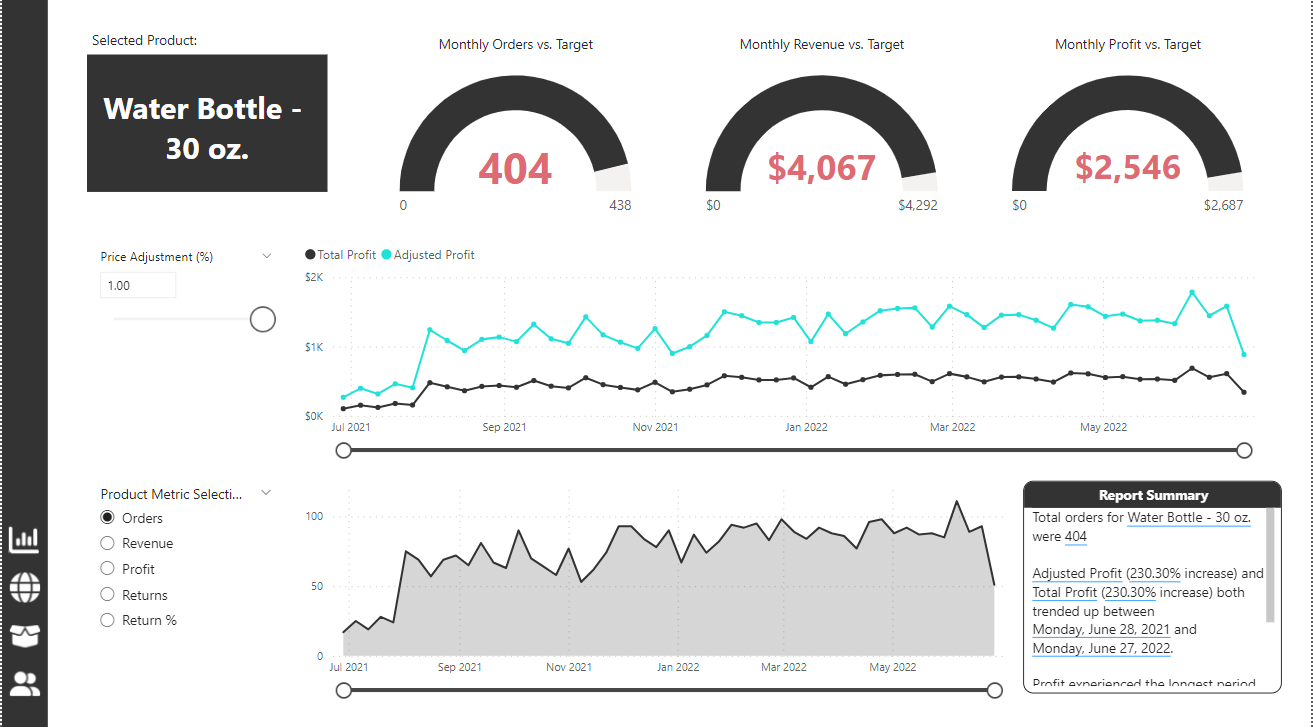 Selected Product:
Water Bottle -
30 oz.
Monthly Orders vs. Target
404
0
438
Monthly Revenue vs. Target
$4,067
$0
$4,292
Monthly Profit vs. Target
$2,546
$0
$2,687
Price Adjustment (%)
1.00
Total Profit
Adjusted Profit
$2K
$1K
$0K
Jul 2021
Sep 2021
Nov 2021
Jan 2022
Mar 2022
May 2022
Product Metric Selecti...
Orders
Revenue
Profit
Returns
Return %
100
50
0
Jul 2021
Sep 2021
Nov 2021
Jan 2022
Mar 2022
May 2022
Report Summary
Total orders for Water Bottle - 30 oz.
were 404
Adjusted Profit (230.30% increase) and
Total Profit (230.30% increase) both
trended up between
Monday, June 28, 2021 and
Monday, June 27, 2022.
Profit experienced the longest period